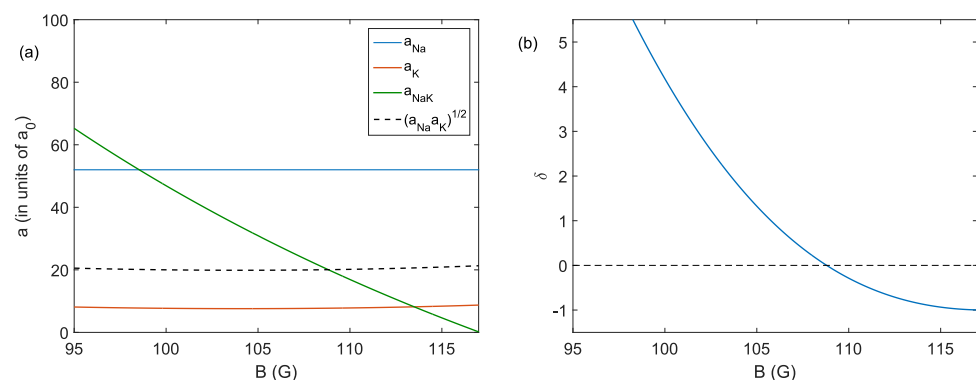 (a)
a_Na
a_K
a_NaK
(a_Na a_K)^1/2
100
80
60
40
20
0
a (in units of a_0)
95
100
105
110
115
B (G)
(b)
5
4
3
2
1
0
-1
δ
95
100
105
110
115
B (G)